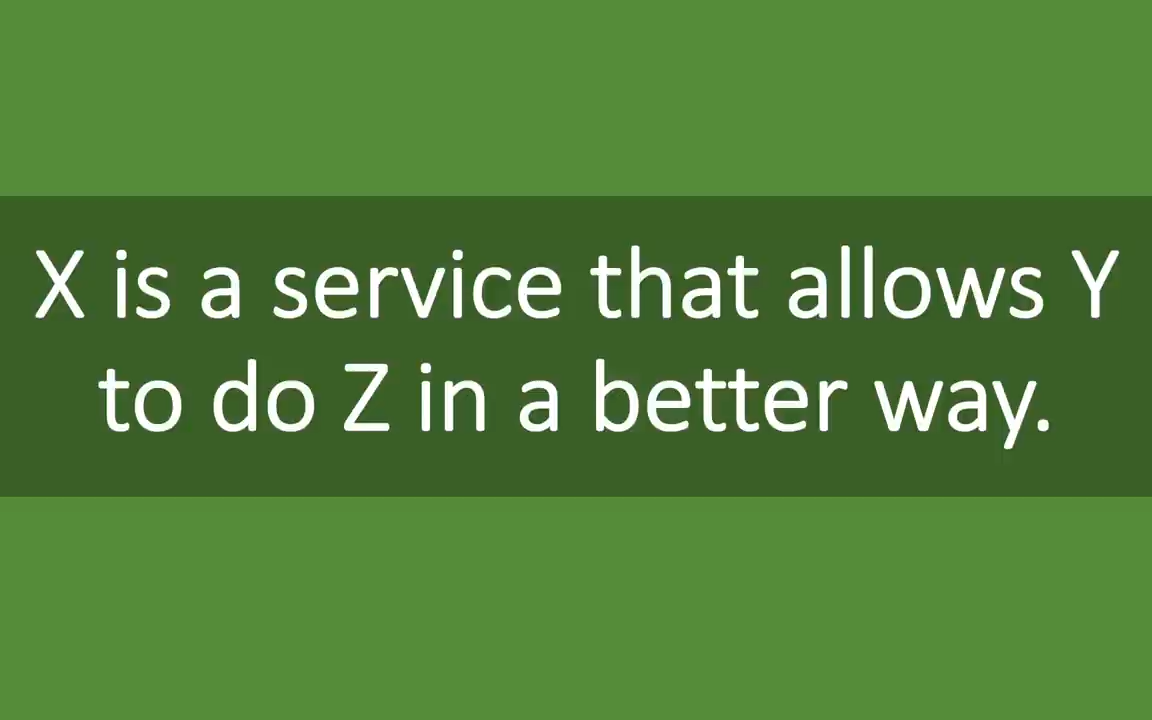 X is a service that allows Y
to do Z in a better way.